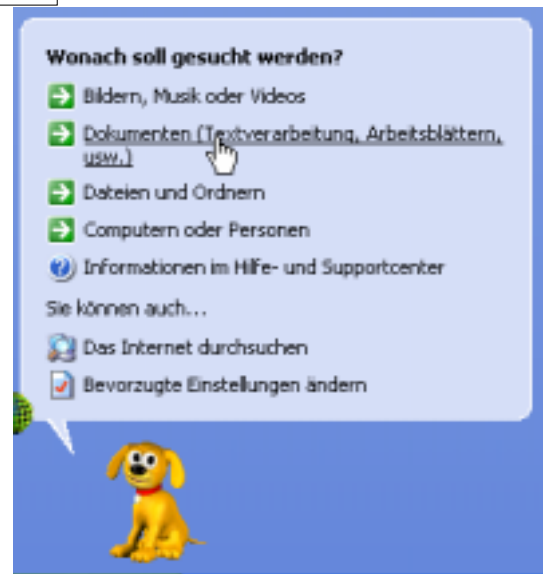 Wonach soll gesucht werden?
Bildern, Musik oder Videos
Dokumenten (Textverarbeitung, Arbeitsblättern,
usw.)
Dateien und Ordnern
Computern oder Personen
Informationen im Hilfe- und Supportcenter
Sie können auch...
Das Internet durchsuchen
Bevorzugte Einstellungen ändern